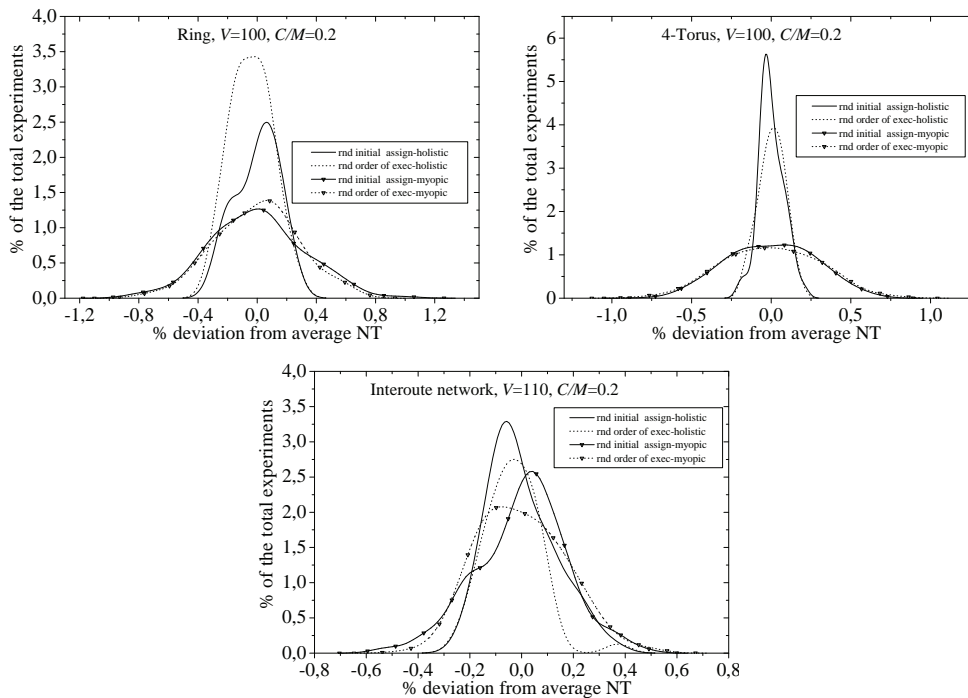 Ring, V=100, C/M=0.2
% of the total experiments
4,0
3,5
3,0
2,5
2,0
1,5
1,0
0,5
0,0
rnd initial assign-holistic
rnd order of exec-holistic
rnd initial assign-myopic
rnd order of exec-myopic
-1,2 -0,8 -0,4 0,0 0,4 0,8 1,2
% deviation from average NT
4-Torus, V=100, C/M=0.2
% of the total experiments
6
5
4
3
2
1
0
rnd initial assign-holistic
rnd order of exec-holistic
rnd initial assign-myopic
rnd order of exec-myopic
-1,0 -0,5 0,0 0,5 1,0
% deviation from average NT
Interoute network, V=110, C/M=0.2
% of the total experiments
4,0
3,5
3,0
2,5
2,0
1,5
1,0
0,5
0,0
rnd initial assign-holistic
rnd order of exec-holistic
rnd initial assign-myopic
rnd order of exec-myopic
-0,8 -0,6 -0,4 -0,2 0,0 0,2 0,4 0,6 0,8
% deviation from average NT